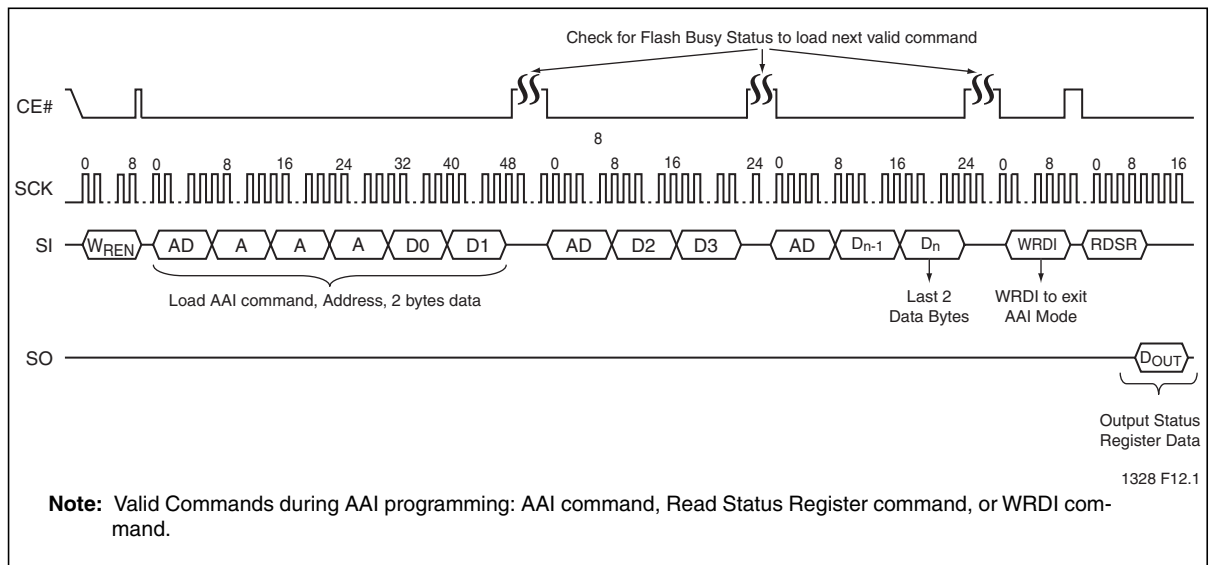 Check for Flash Busy Status to load next valid command
CE#
8
0 8 0 8 16 24 32 40 48 0 8 16 24 0 8 16 24 0 8 0 8 16
SCK
SI WREN AD A A A D0 D1 AD D2 D3 AD Dn-1 Dn WRDI RDSR
Load AAI command, Address, 2 bytes data
Last 2
Data Bytes
WRDI to exit
AAI Mode
SO DOUT
Output Status
Register Data
1328 F12.1
Note: Valid Commands during AAI programming: AAI command, Read Status Register command, or WRDI com-
mand.